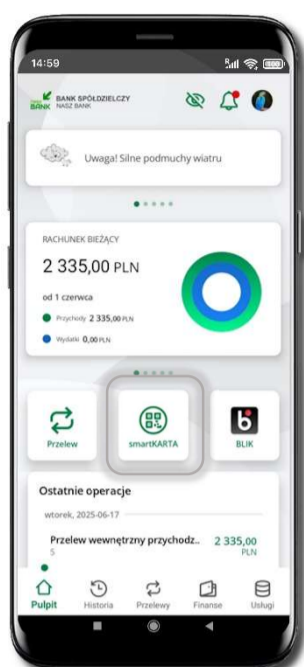 14:59
BANK SPÓŁDZIELCZY
NASZ BANK
BANK
Uwaga! Silne podmuchy wiatru
RACHUNEK BIEŻĄCY
2 335,00 PLN
od 1 czerwca
Przychody 2 335,00 PLN
Wydatki 0,00 PLN
Przelew
smartKARTA
BLIK
Ostatnie operacje
wtorek, 2025-06-17
Przelew wewnętrzny przychodz.. 2 335,00
S PLN
Pulpit Historia Przelewy Finanse Usługi